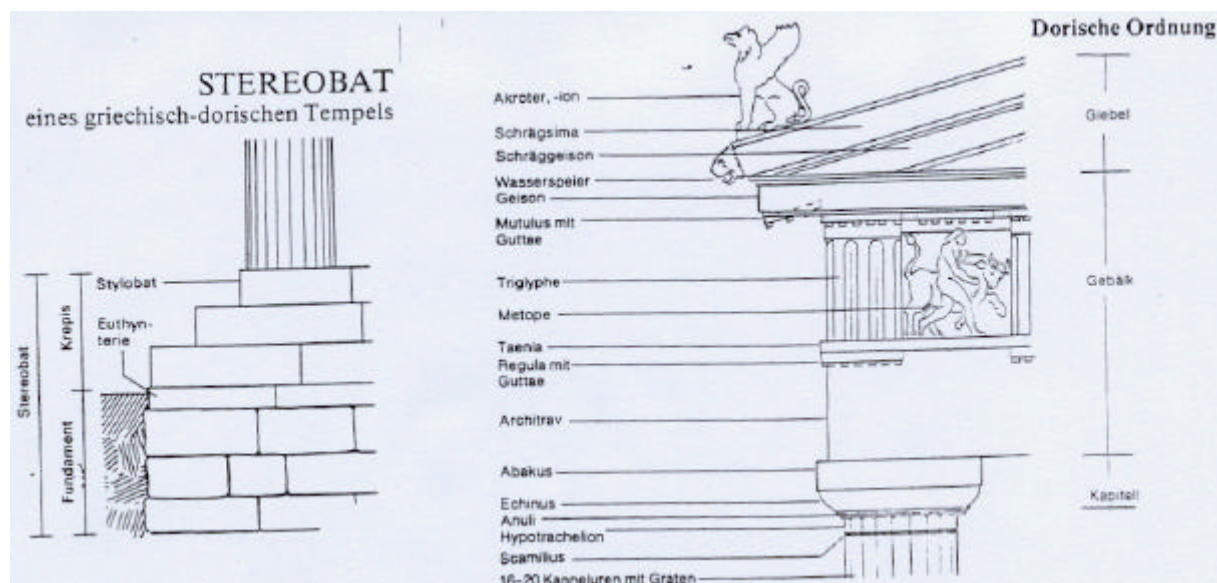 STEREOBAT
eines griechisch-dorischen Tempels
Stylobat
Euthyn-
terie
Krepis
Stereobat
Fundament
Dorische Ordnung
Akroter, -ion
Schrägsima
Schräggeison
Wasserspeier
Geison
Mutulus mit
Guttae
Triglyphe
Metope
Taenia
Regula mit
Guttae
Architrav
Abakus
Echinus
Anuli
Hypotrachelion
Scamillus
16-20 Kanneluren mit Graten
Giebel
Gebälk
Kapitell